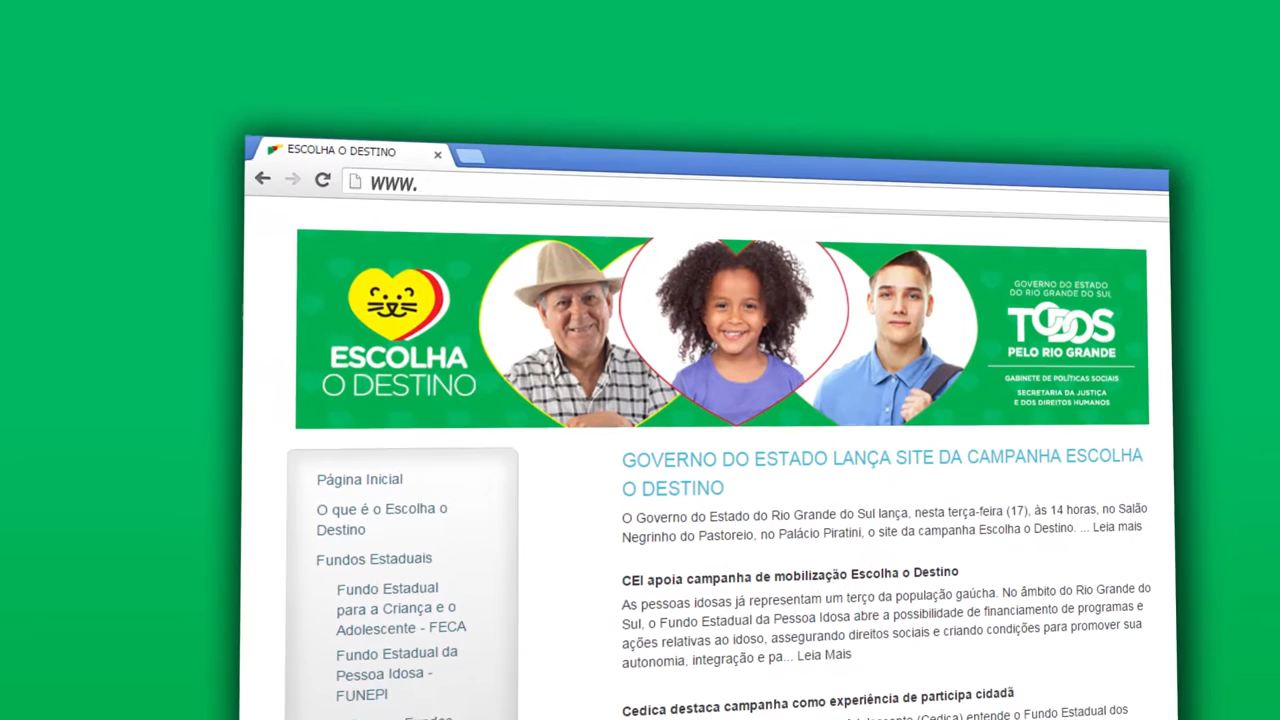 ESCOLHA O DESTINO
WWW.
ESCOLHA
O DESTINO
GOVERNO DO ESTADO
DO RIO GRANDE DO SUL
TODOS
PELO RIO GRANDE
GABINETE DE POLÍTICAS SOCIAIS
SECRETARIA DA JUSTIÇA
E DOS DIREITOS HUMANOS
Página Inicial
O que é o Escolha o
Destino
Fundos Estaduais
Fundo Estadual
para a Criança e o
Adolescente - FECA
Fundo Estadual da
Pessoa Idosa -
FUNEPI
GOVERNO DO ESTADO LANÇA SITE DA CAMPANHA ESCOLHA
O DESTINO
O Governo do Estado do Rio Grande do Sul lança, nesta terça-feira (17), às 14 horas, no Salão
Negrinho do Pastoreio, no Palácio Piratini, o site da campanha Escolha o Destino. ... Leia mais
CEI apoia campanha de mobilização Escolha o Destino
As pessoas idosas já representam um terço da população gaúcha. No âmbito do Rio Grande do
Sul, o Fundo Estadual da Pessoa Idosa abre a possibilidade de financiamento de programas e
ações relativas ao idoso, assegurando direitos sociais e criando condições para promover sua
autonomia, integração e pa... Leia Mais
Cedica destaca campanha como experiência de participa cidadã
(Cedica) entende o Fundo Estadual dos